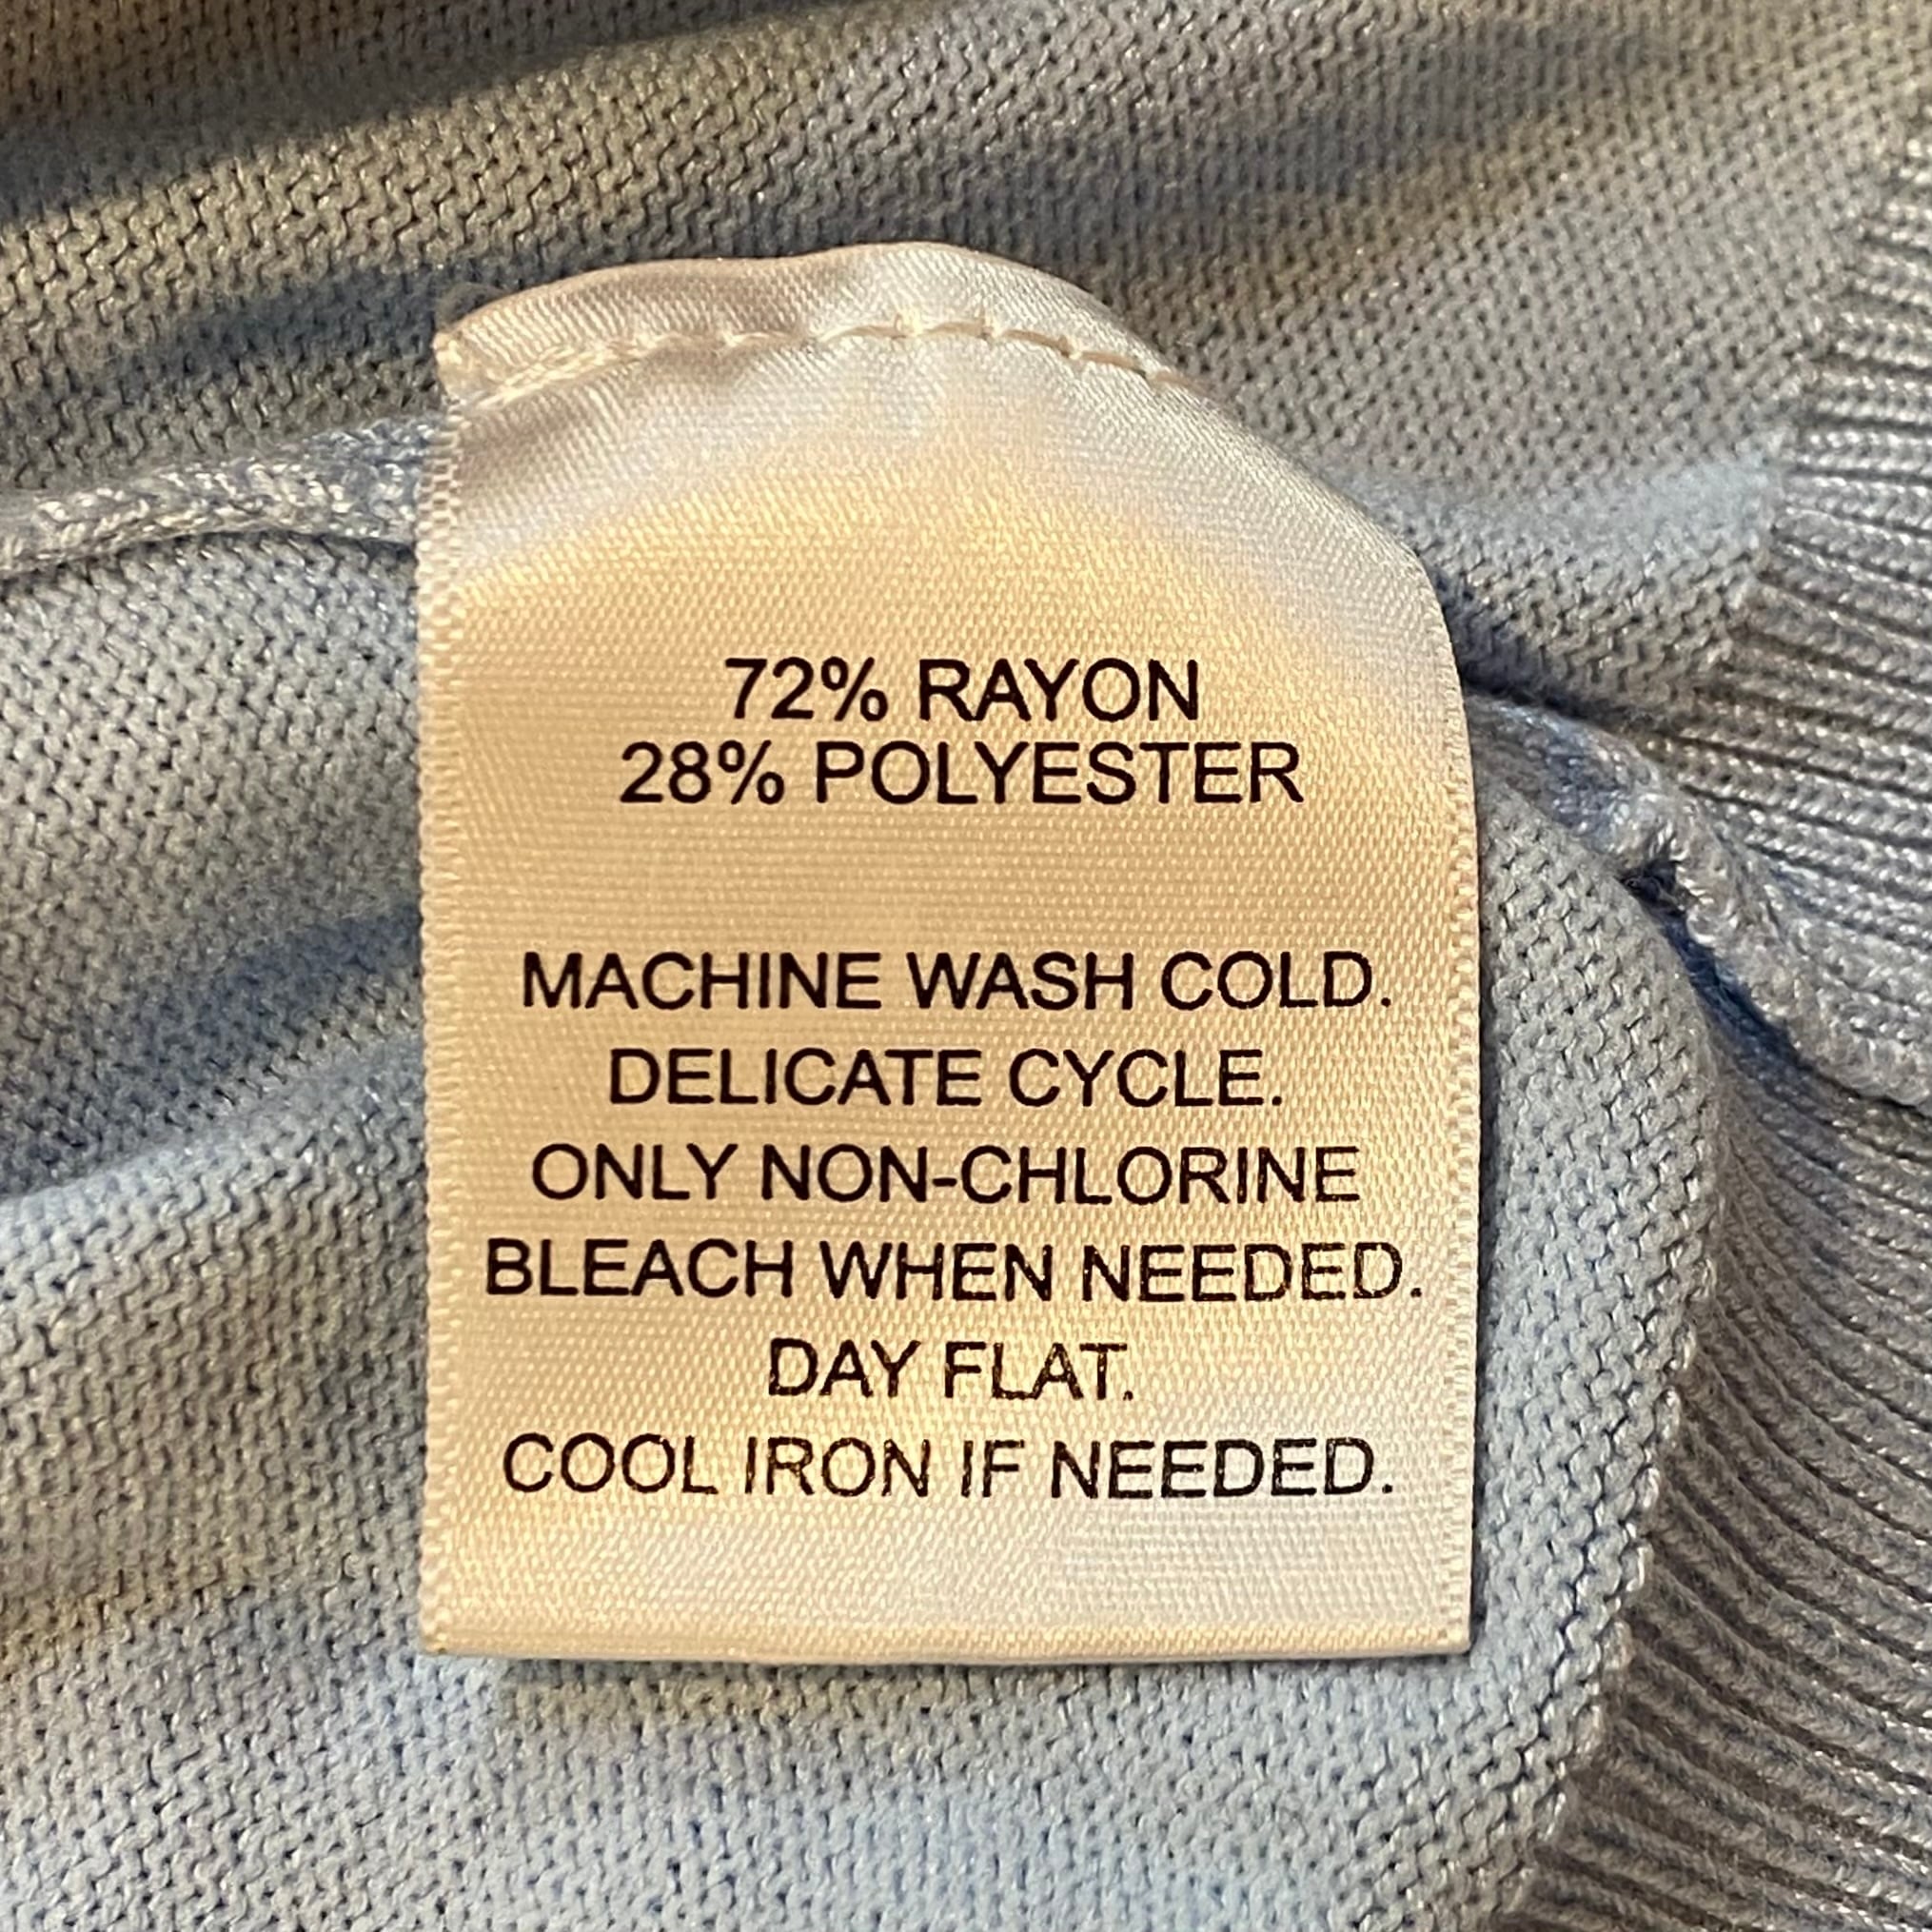 72% RAYON
28% POLYESTER
MACHINE WASH COLD.
DELICATE CYCLE.
ONLY NON-CHLORINE
BLEACH WHEN NEEDED.
DAY FLAT.
COOL IRON IF NEEDED.